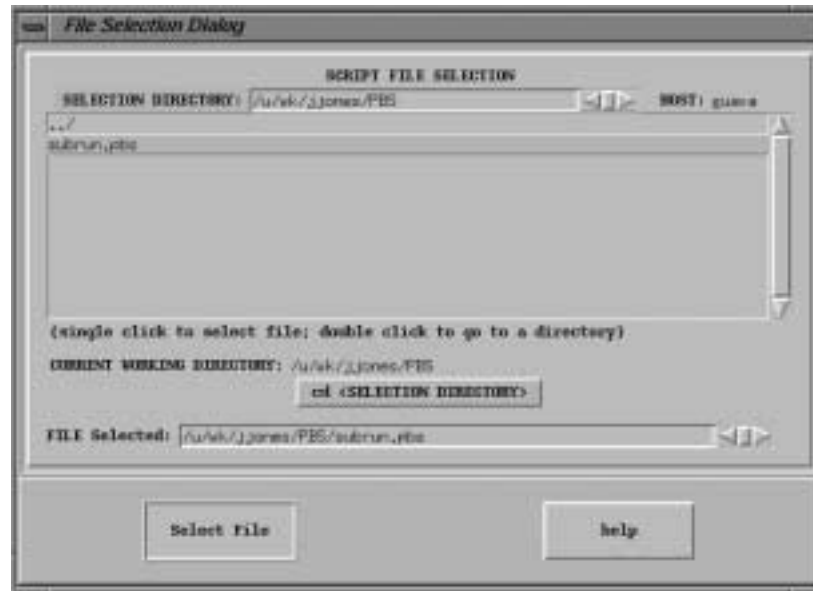 File Selection Dialog
SCRIPT FILE SELECTION
SELECTION DIRECTORY: /u/wk/jjones/PBS HOST: guava
../
subrun.pbs
(single click to select file; double click to go to a directory)
CURRENT WORKING DIRECTORY: /u/wk/jjones/PBS
cd <SELECTION DIRECTORY>
FILE Selected: /u/wk/jjones/PBS/subrun.pbs
Select File help